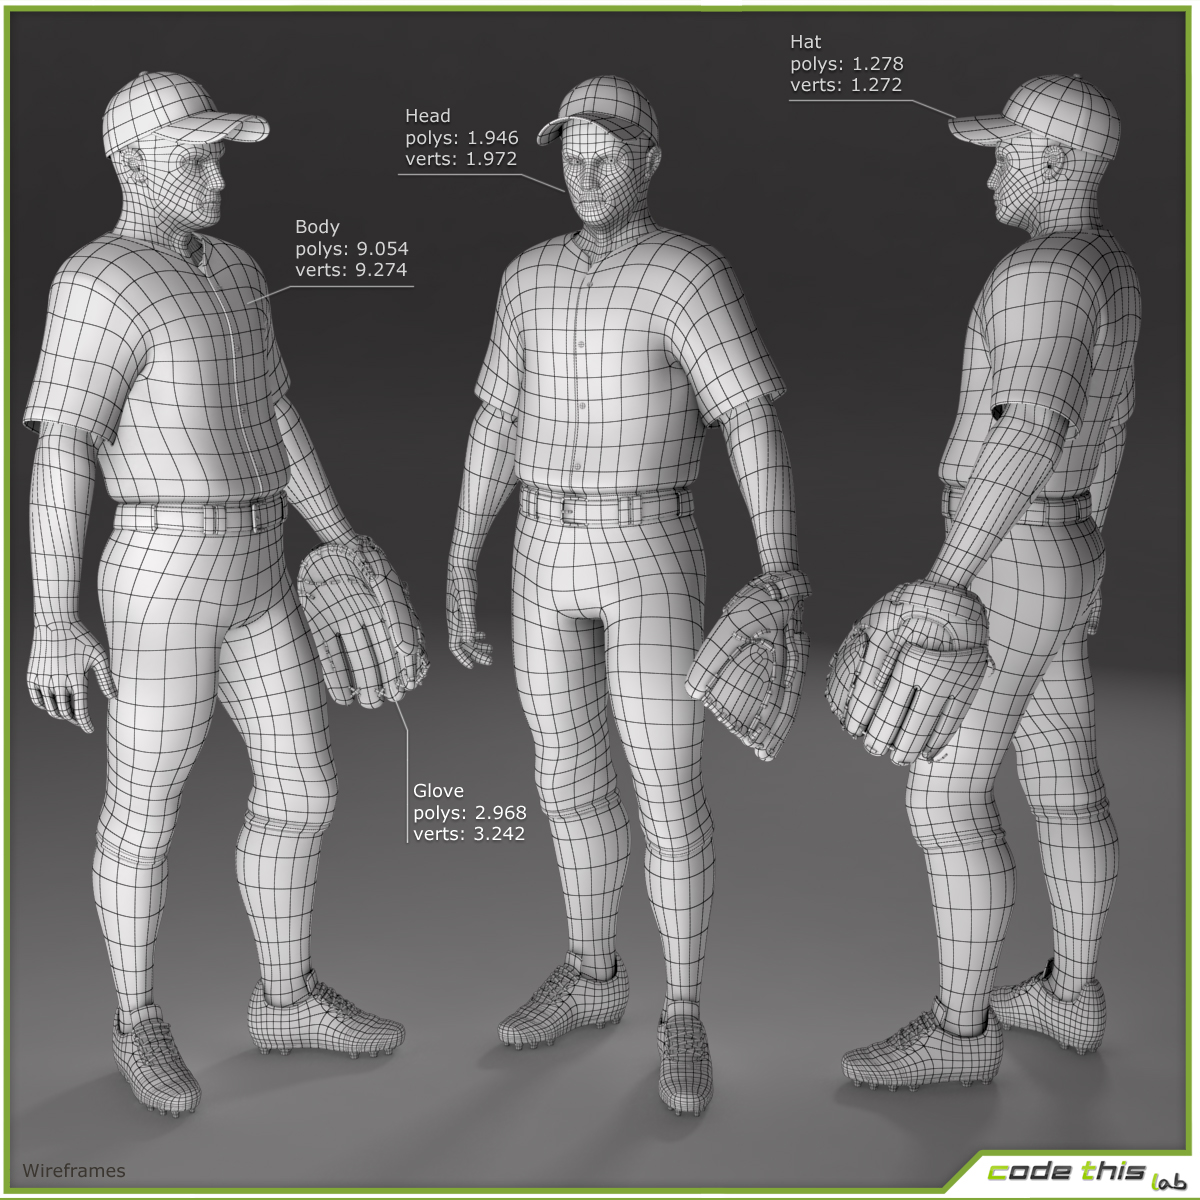 Hat
polys: 1.278
verts: 1.272
Head
polys: 1.946
verts: 1.972
Body
polys: 9.054
verts: 9.274
Glove
polys: 2.968
verts: 3.242
Wireframes
code this
lab